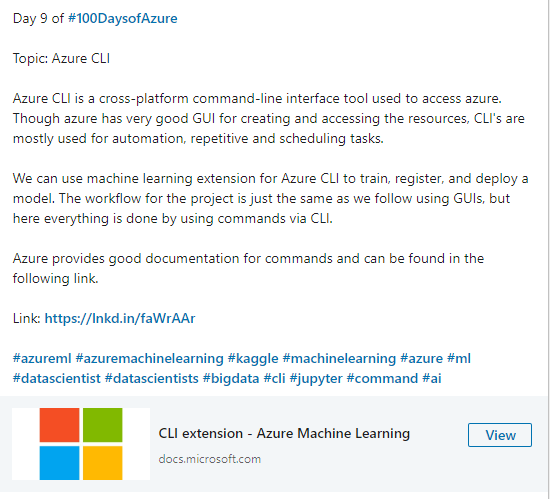 Day 9 of #100DaysofAzure
Topic: Azure CLI
Azure CLI is a cross-platform command-line interface tool used to access azure.
Though azure has very good GUI for creating and accessing the resources, CLI's are
mostly used for automation, repetitive and scheduling tasks.
We can use machine learning extension for Azure CLI to train, register, and deploy a
model. The workflow for the project is just the same as we follow using GUIs, but
here everything is done by using commands via CLI.
Azure provides good documentation for commands and can be found in the
following link.
Link: https://lnkd.in/faWrAAr
#azureml #azuremachinelearning #kaggle #machinelearning #azure #ml
#datascientist #datascientists #bigdata #cli #jupyter #command #ai
CLI extension - Azure Machine Learning
View
docs.microsoft.com